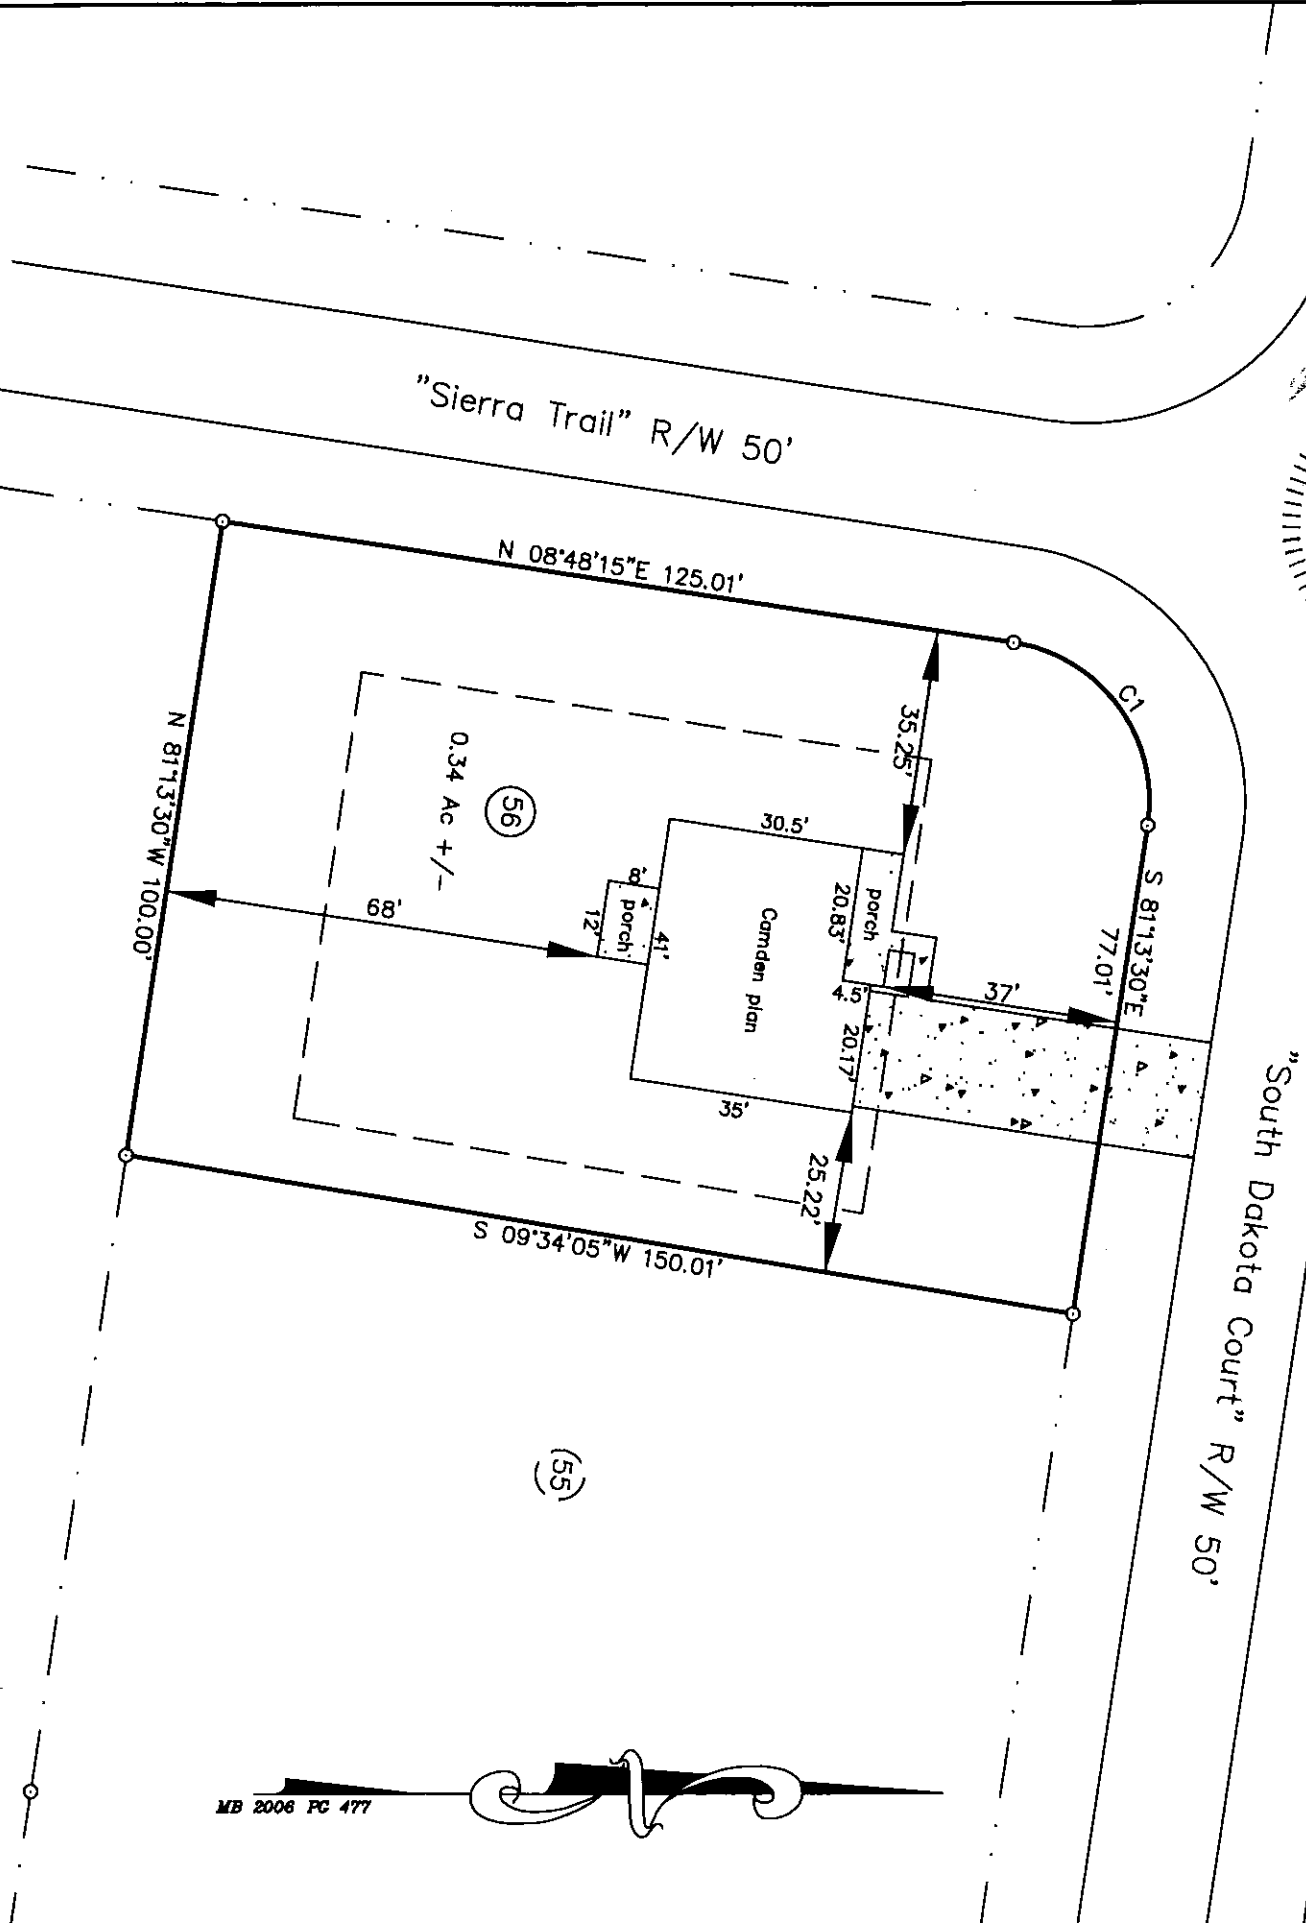 "Sierra Trail" R/W 50'
N 08°48'15"E 125.01'
C1
S 81°13'30"E
77.01'
"South Dakota Court" R/W 50'
35.25'
30.5'
porch
20.83'
37'
4.5'
20.17'
Camden plan
56
0.34 Ac +/-
8'
porch
12'
41'
68'
35'
25.22'
N 81°13'30"W 100.00'
S 09°34'05"W 150.01'
(55)
MB 2006 PG 477